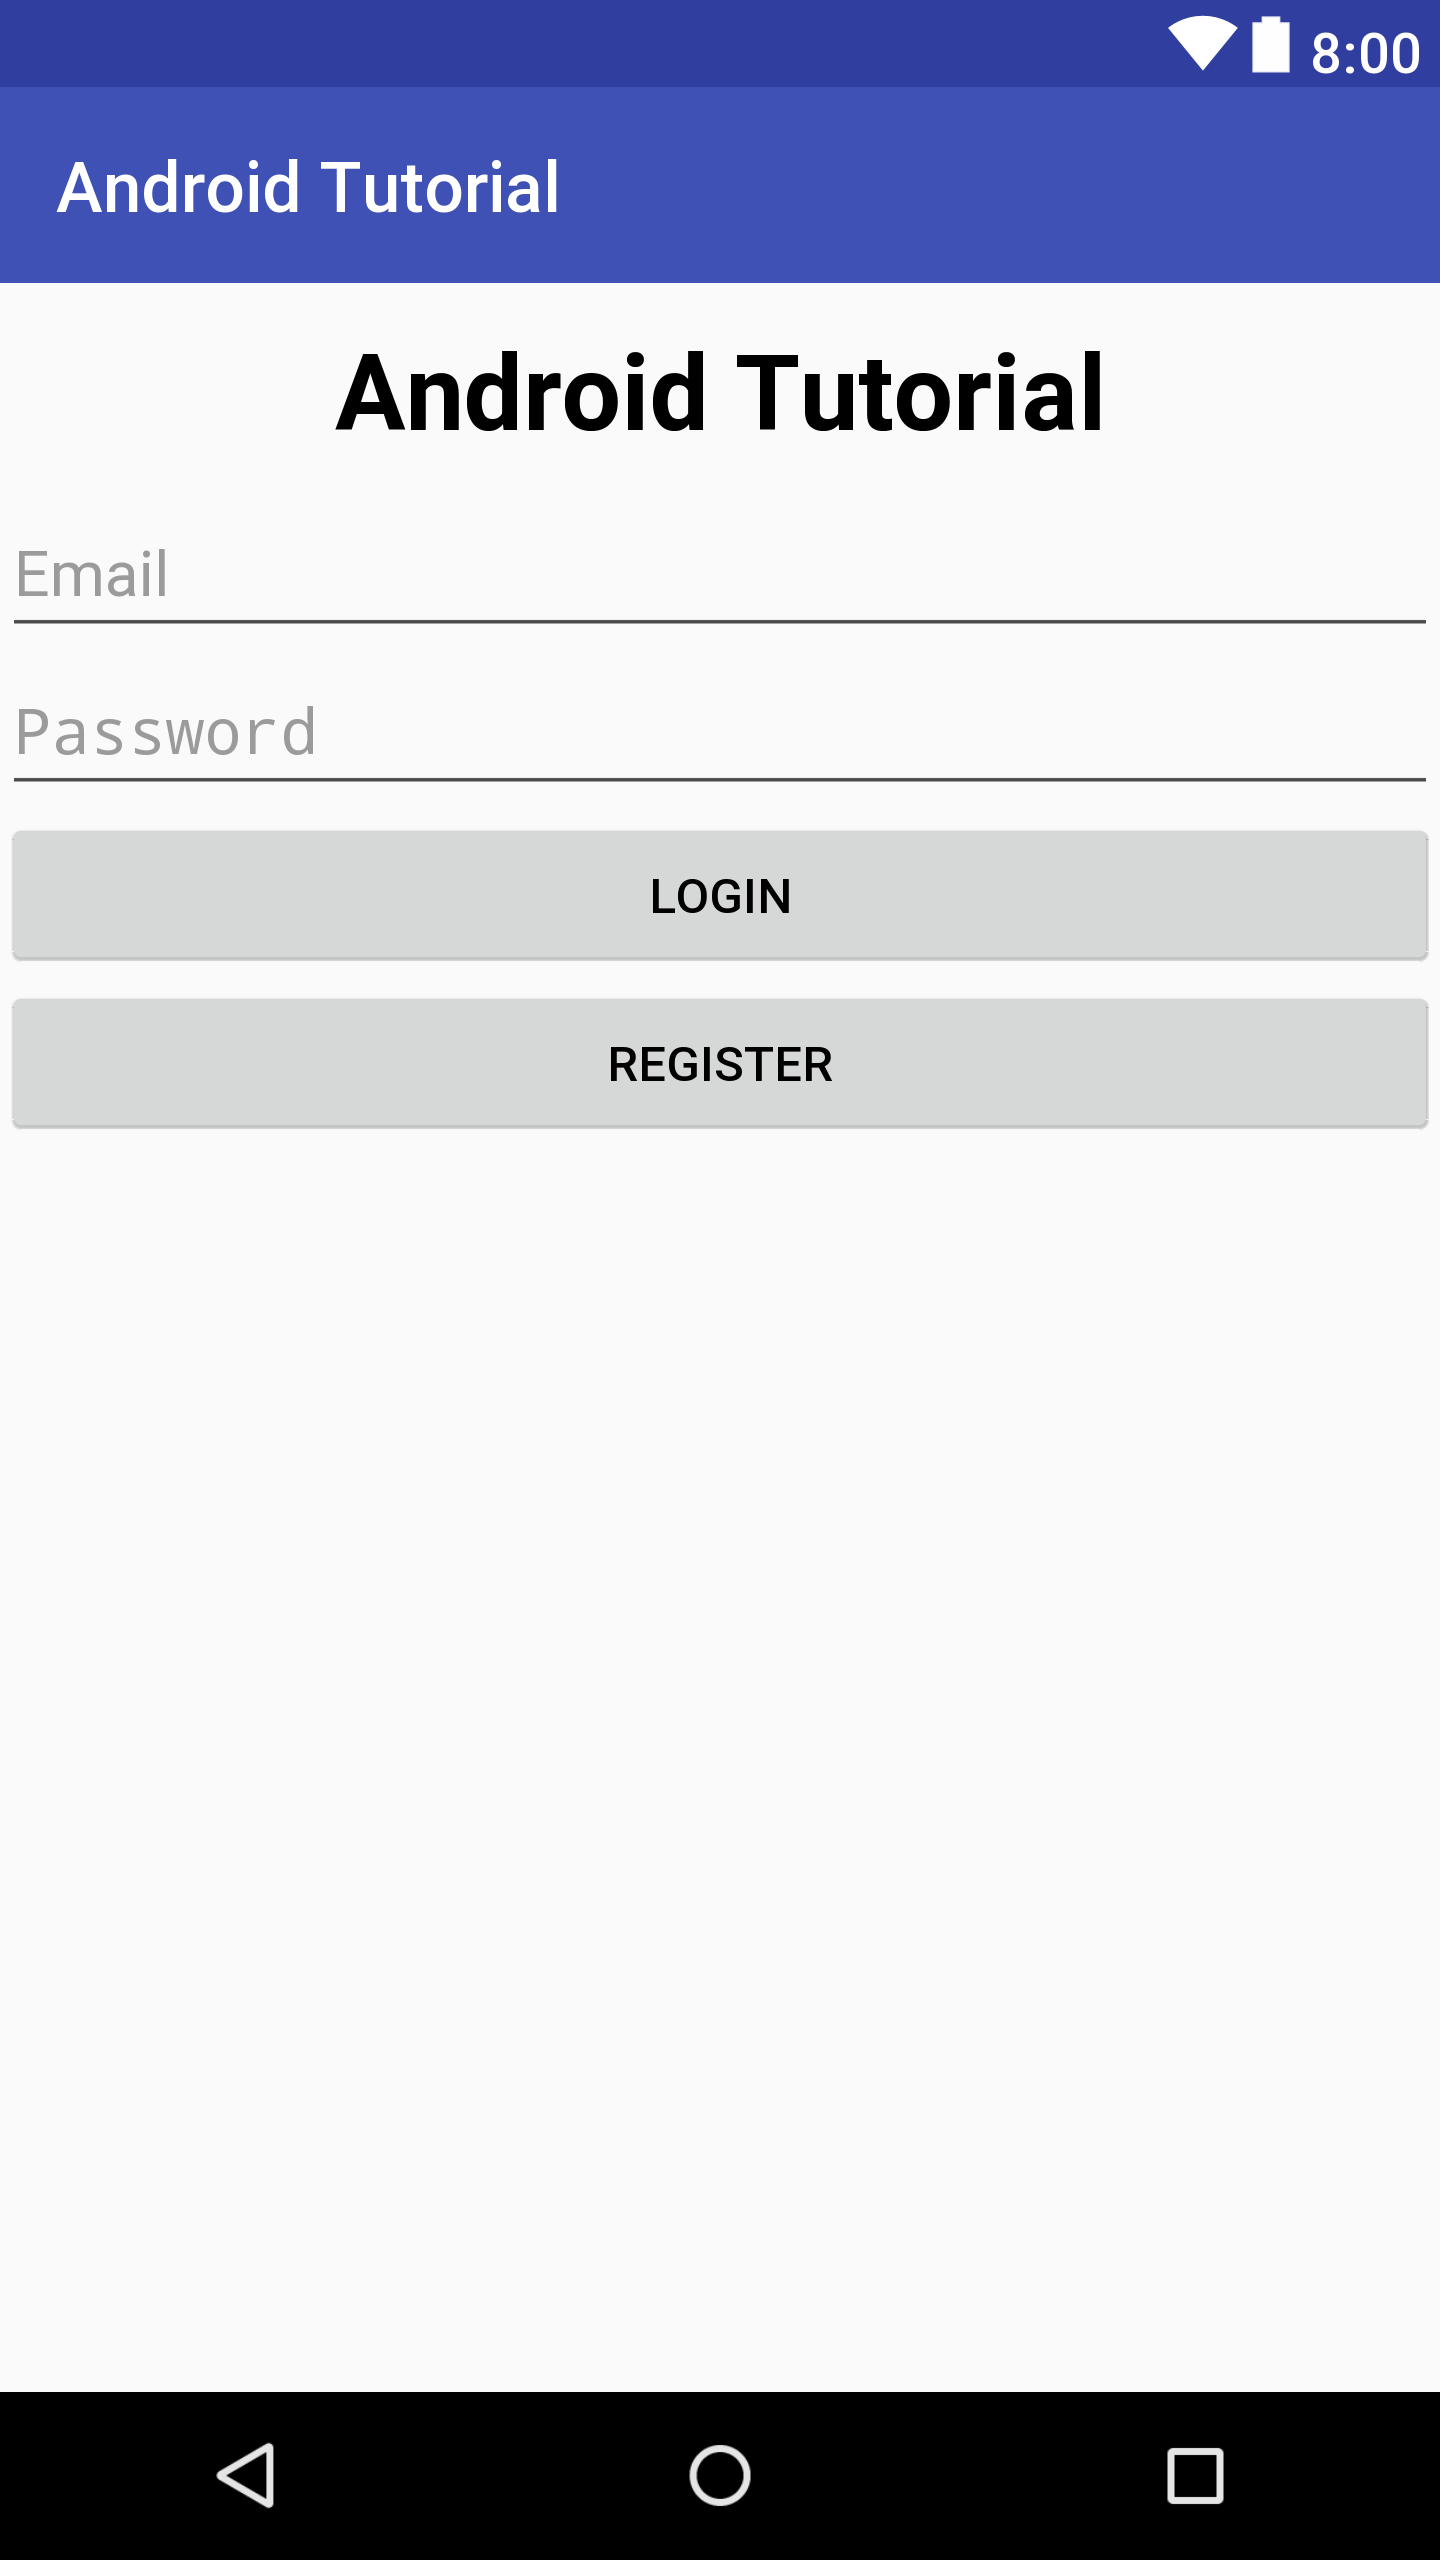 8:00
Android Tutorial
Android Tutorial
Email
Password
LOGIN
REGISTER